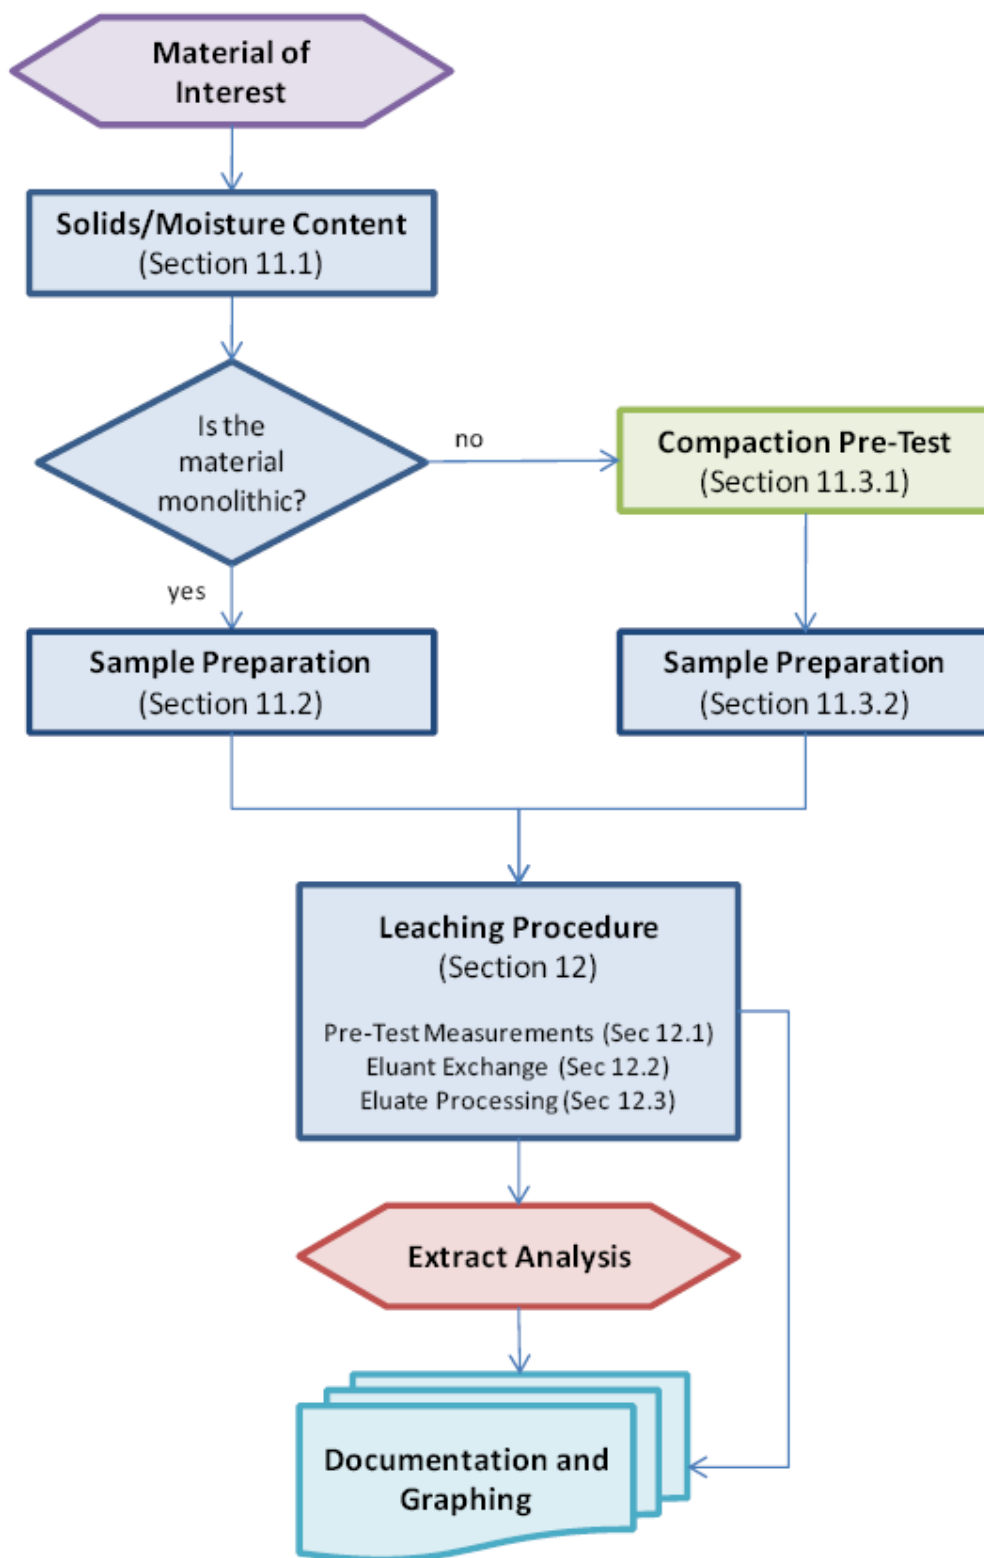 Material of
Interest
Solids/Moisture Content
(Section 11.1)
Is the
material
monolithic?
no
Compaction Pre-Test
(Section 11.3.1)
yes
Sample Preparation
(Section 11.2)
Sample Preparation
(Section 11.3.2)
Leaching Procedure
(Section 12)
Pre-Test Measurements (Sec 12.1)
Eluant Exchange (Sec 12.2)
Eluate Processing (Sec 12.3)
Extract Analysis
Documentation and
Graphing